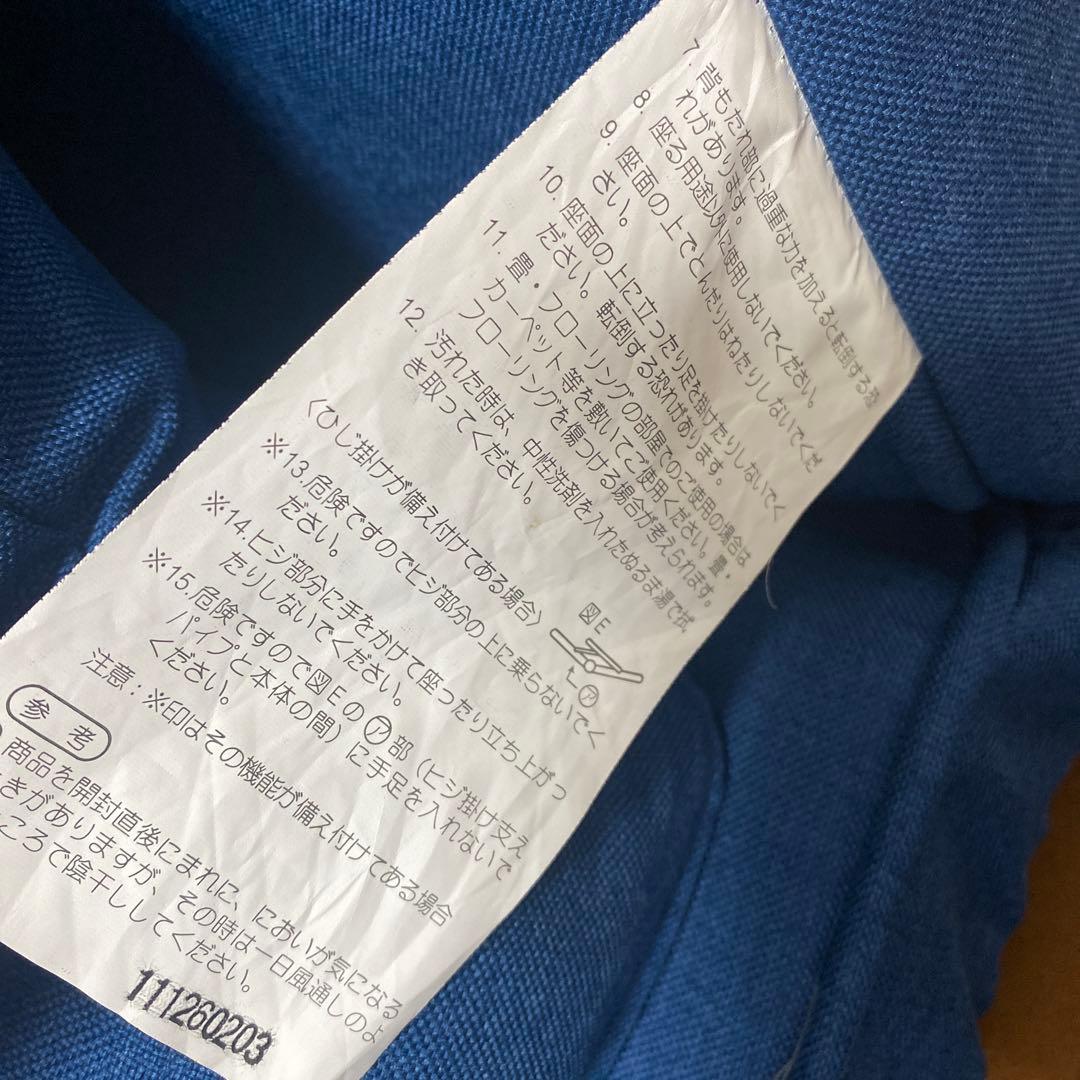 7. 背もたれ部に過重な力を加えると転倒する恐
れがあります。
8. 座る用途以外に使用しないでください。
9. 座面の上でとんだりはねたりしないでくだ
さい。
10. 座面の上に立ったり足を掛けたりしないでく
ださい。転倒する恐れがあります。
11. 畳・フローリングの部屋でのご使用の場合は
カーペット等を敷いてご使用ください。畳・
フローリングを傷つける場合が考えられます。
12. 汚れた時は、中性洗剤を入れたぬるま湯で拭
き取ってください。
〈ひじ掛けが備え付けてある場合〉
図E
㋐
※13.危険ですのでヒジ部分の上に乗らないでく
ださい。
※14.ヒジ部分に手をかけて座ったり立ち上がっ
たりしないでください。
※15.危険ですので図Eの㋐部(ヒジ掛け支え
パイプと本体の間)に手足を入れないで
ください。
注意:※印はその機能が備え付けてある場合
参考
商品を開封直後にまれに、においが気になる
ときがありますが、その時は一日風通しのよ
ところで陰干ししてください。
111260203